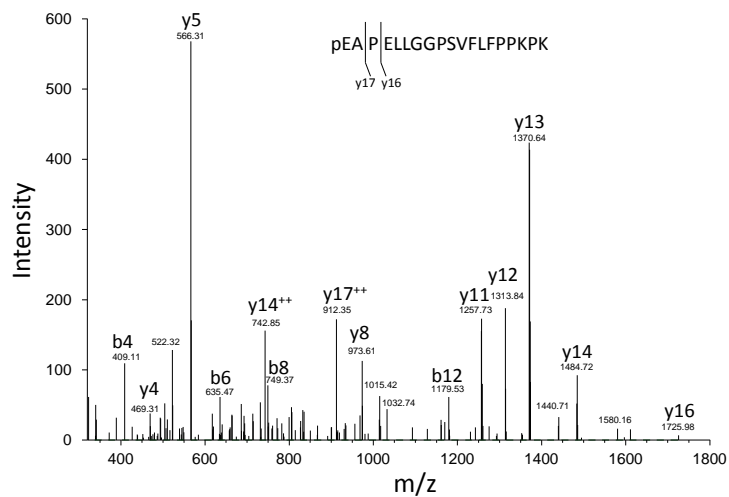 600
500
400
300
200
100
0
Intensity
pEA P ELLGGPSVFLFPPKPK
y17 y16
y5
566.31
y13
1370.64
y12
1313.84
y11
1257.73
y17++
912.35
y14++
742.85
522.32
b4
409.11
y8
973.61
b8
749.37
b6
635.47
y4
469.31
1015.42
1032.74
b12
1179.53
y14
1484.72
1440.71
1580.16
y16
1725.98
400 600 800 1000 1200 1400 1600 1800
m/z